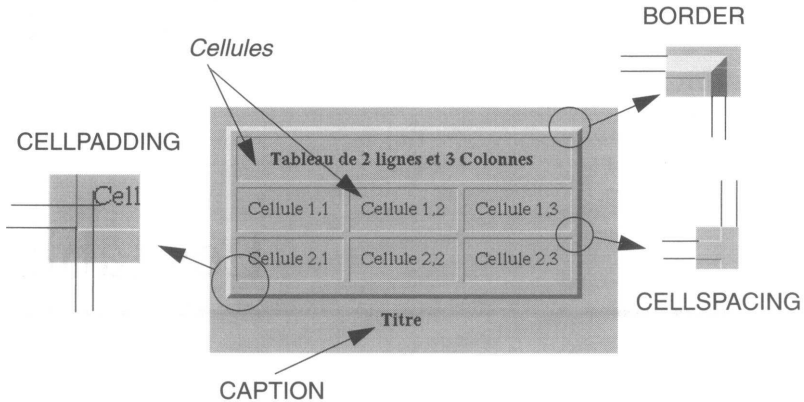 BORDER
Cellules
CELLPADDING
Cell
Tableau de 2 lignes et 3 Colonnes
Cellule 1,1 Cellule 1,2 Cellule 1,3
Cellule 2,1 Cellule 2,2 Cellule 2,3
CELLSPACING
Titre
CAPTION